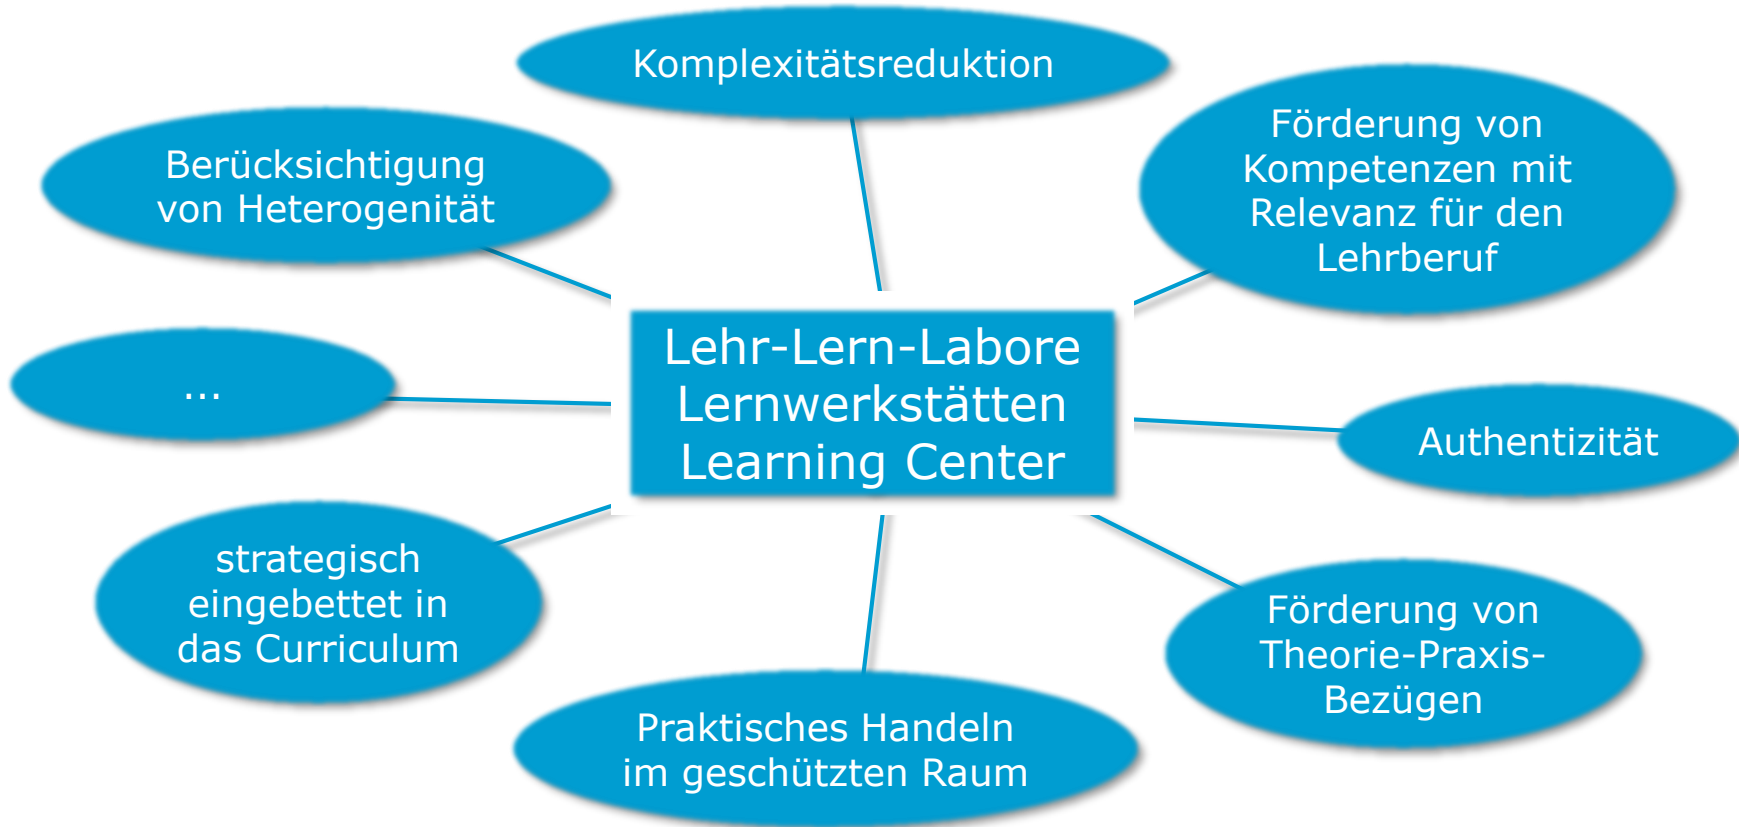 Komplexitätsreduktion
Förderung von
Kompetenzen mit
Relevanz für den
Lehrberuf
Berücksichtigung
von Heterogenität
Lehr-Lern-Labore
Lernwerkstätten
Learning Center
...
Authentizität
strategisch
eingebettet in
das Curriculum
Förderung von
Theorie-Praxis-
Bezügen
Praktisches Handeln
im geschützten Raum